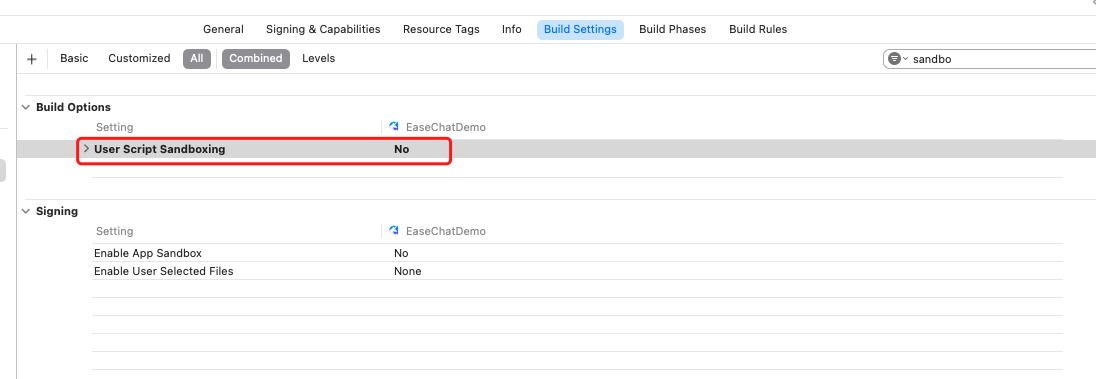 General Signing & Capabilities Resource Tags Info Build Settings Build Phases Build Rules
+ Basic Customized All Combined Levels sandbo
Build Options
Setting EaseChatDemo
User Script Sandboxing No
Signing
Setting EaseChatDemo
Enable App Sandbox No
Enable User Selected Files None